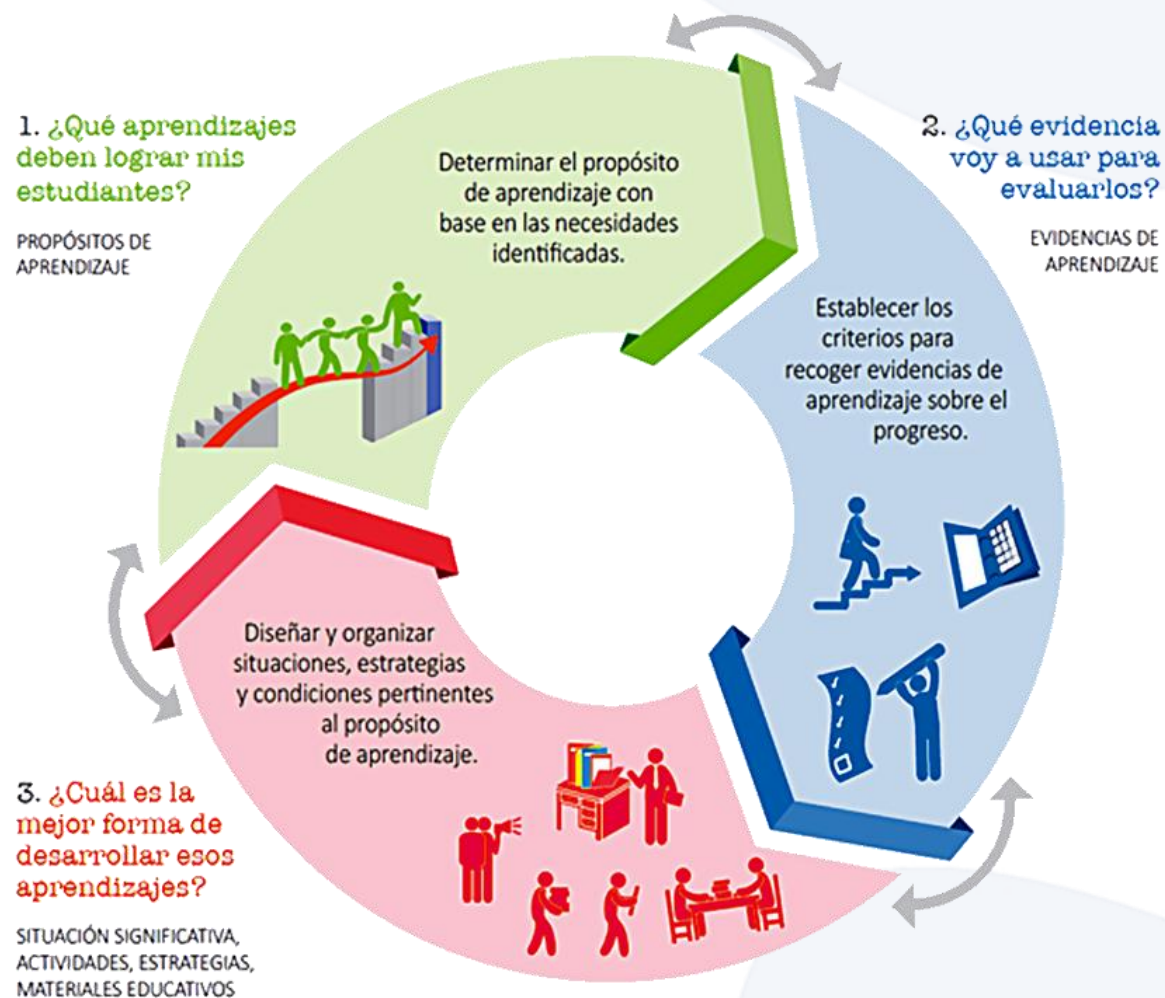 1. ¿Qué aprendizajes
deben lograr mis
estudiantes?
PROPÓSITOS DE
APRENDIZAJE
Determinar el propósito
de aprendizaje con
base en las necesidades
identificadas.
2. ¿Qué evidencia
voy a usar para
evaluarlos?
EVIDENCIAS DE
APRENDIZAJE
Establecer los
criterios para
recoger evidencias de
aprendizaje sobre el
progreso.
Diseñar y organizar
situaciones, estrategias
y condiciones pertinentes
al propósito
de aprendizaje.
3. ¿Cuál es la
mejor forma de
desarrollar esos
aprendizajes?
SITUACIÓN SIGNIFICATIVA,
ACTIVIDADES, ESTRATEGIAS,
MATERIALES EDUCATIVOS